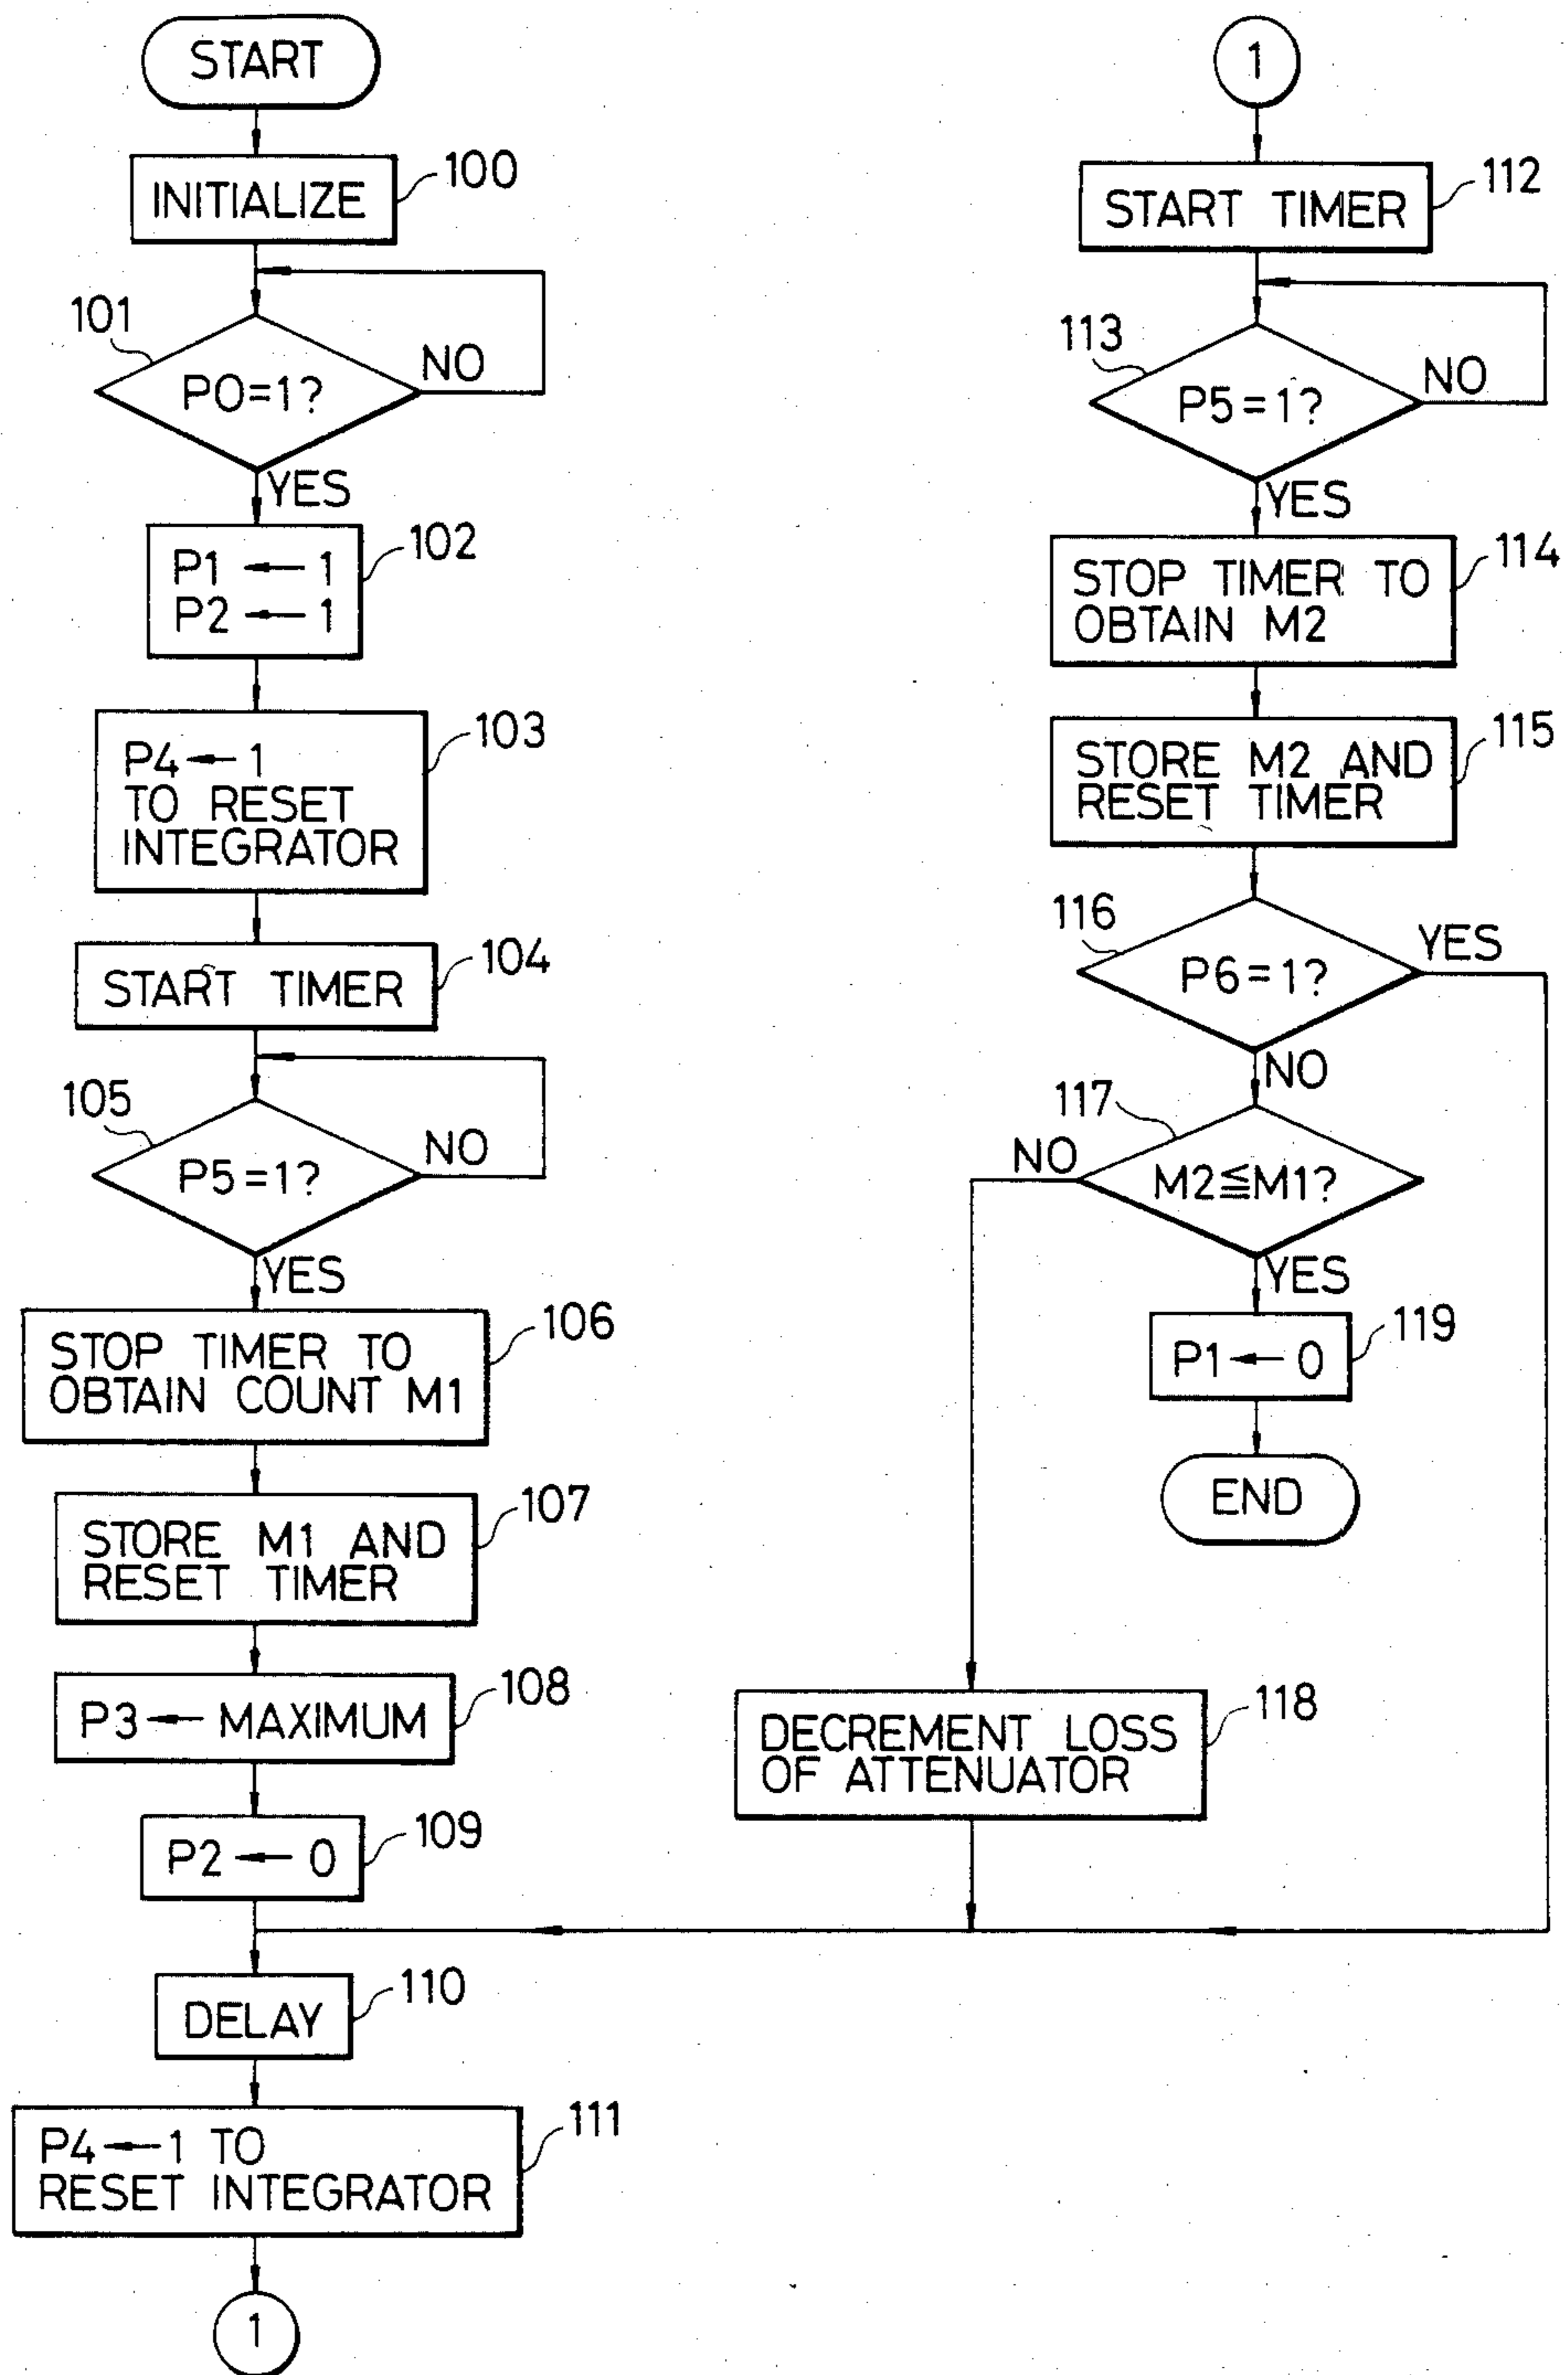 START
INITIALIZE
100
101
P0=1?
NO
YES
P1 ← 1
P2 ← 1
102
P4 ← 1
TO RESET
INTEGRATOR
103
START TIMER
104
105
P5=1?
NO
YES
STOP TIMER TO
OBTAIN COUNT M1
106
STORE M1 AND
RESET TIMER
107
P3 ← MAXIMUM
108
P2 ← 0
109
DELAY
110
P4 ← 1 TO
RESET INTEGRATOR
111
1
1
START TIMER
112
113
P5=1?
NO
YES
STOP TIMER TO
OBTAIN M2
114
STORE M2 AND
RESET TIMER
115
116
P6=1?
YES
NO
117
M2≦M1?
NO
YES
P1 ← 0
119
END
DECREMENT LOSS
OF ATTENUATOR
118